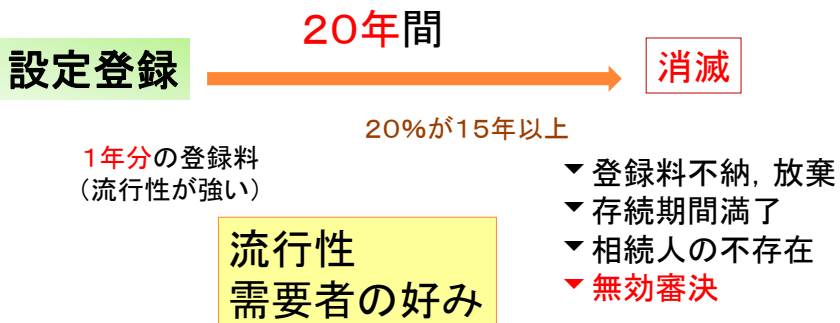 20年間
設定登録
消滅
20%が15年以上
1年分の登録料
(流行性が強い)
流行性
需要者の好み
▼登録料不納, 放棄
▼存続期間満了
▼相続人の不存在
▼無効審決